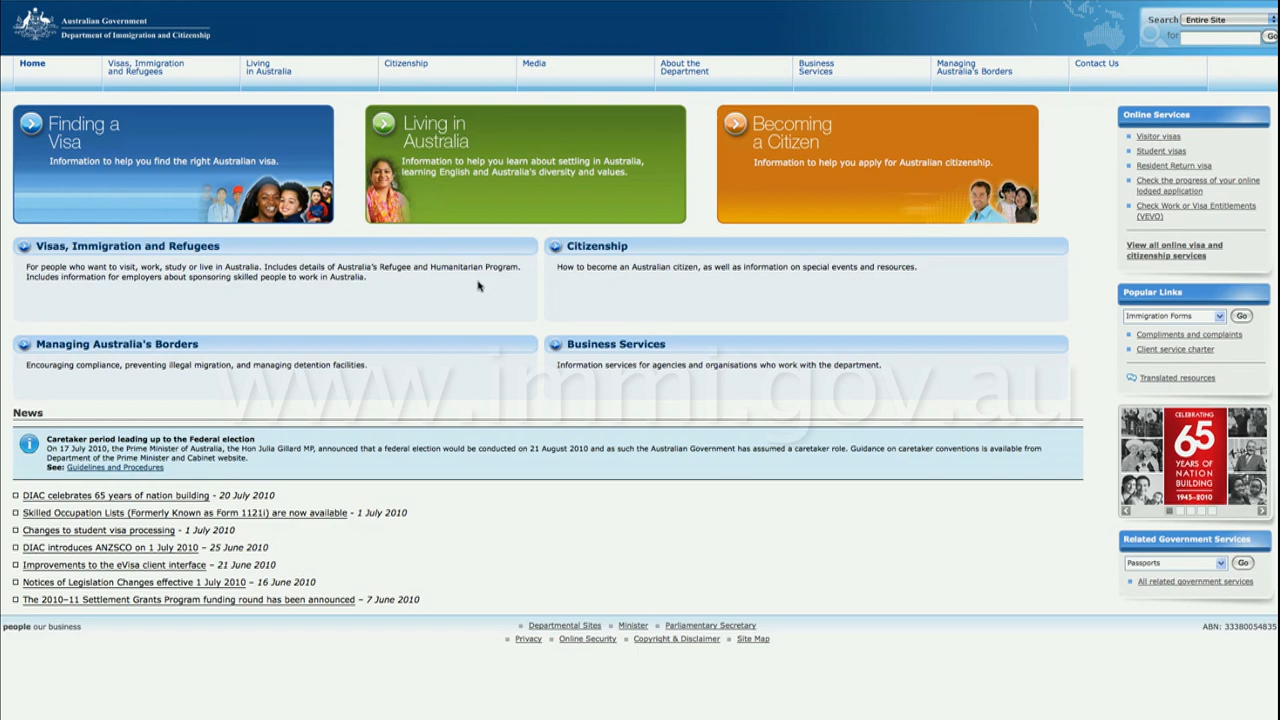 Australian Government
Department of Immigration and Citizenship
Search Entire Site
for Go
Home
Visas, Immigration
and Refugees
Living
in Australia
Citizenship
Media
About the
Department
Business
Services
Managing
Australia's Borders
Contact Us
Finding a
Visa
Information to help you find the right Australian visa.
Living in
Australia
Information to help you learn about settling in Australia,
learning English and Australia's diversity and values.
Becoming
a Citizen
Information to help you apply for Australian citizenship.
Visas, Immigration and Refugees
For people who want to visit, work, study or live in Australia. Includes details of Australia's Refugee and Humanitarian Program.
Includes information for employers about sponsoring skilled people to work in Australia.
Citizenship
How to become an Australian citizen, as well as information on special events and resources.
Managing Australia's Borders
Encouraging compliance, preventing illegal migration, and managing detention facilities.
Business Services
Information services for agencies and organisations who work with the department.
www.immi.gov.au
News
Caretaker period leading up to the Federal election
On 17 July 2010, the Prime Minister of Australia, the Hon Julia Gillard MP, announced that a federal election would be conducted on 21 August 2010 and as such the Australian Government has assumed a caretaker role. Guidance on caretaker conventions is available from
Department of the Prime Minister and Cabinet website.
See: Guidelines and Procedures
DIAC celebrates 65 years of nation building - 20 July 2010
Skilled Occupation Lists (Formerly Known as Form 1121i) are now available - 1 July 2010
Changes to student visa processing - 1 July 2010
DIAC introduces ANZSCO on 1 July 2010 - 25 June 2010
Improvements to the eVisa client interface - 21 June 2010
Notices of Legislation Changes effective 1 July 2010 - 16 June 2010
The 2010–11 Settlement Grants Program funding round has been announced - 7 June 2010
Online Services
Visitor visas
Student visas
Resident Return visa
Check the progress of your online
lodged application
Check Work or Visa Entitlements
(VEVO)
View all online visa and
citizenship services
Popular Links
Immigration Forms Go
Compliments and complaints
Client service charter
Translated resources
CELEBRATING
65
YEARS OF
NATION
BUILDING
1945-2010
Related Government Services
Passports Go
All related government services
people our business
Departmental Sites Minister Parliamentary Secretary
Privacy Online Security Copyright & Disclaimer Site Map
ABN: 33380054835